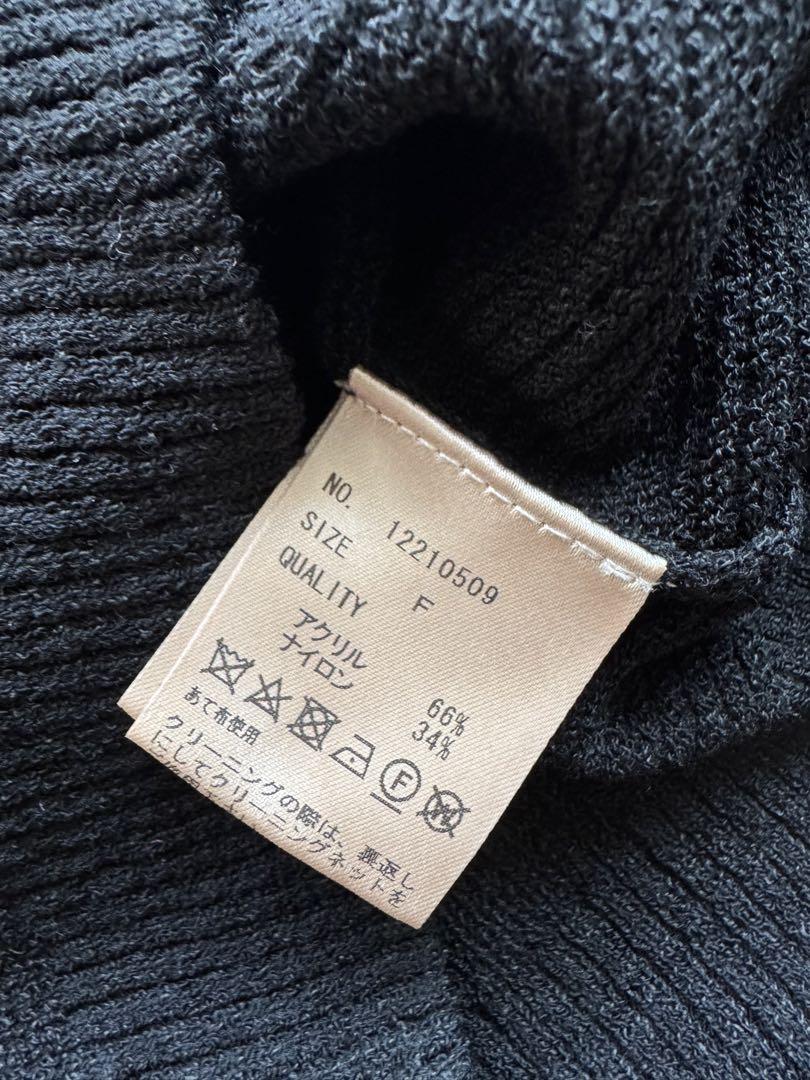 NO. 12210509
SIZE F
QUALITY
アクリル 66%
ナイロン 34%
F
W
あて布使用
クリーニングの際は、裏返し
にしてクリーニングネットを